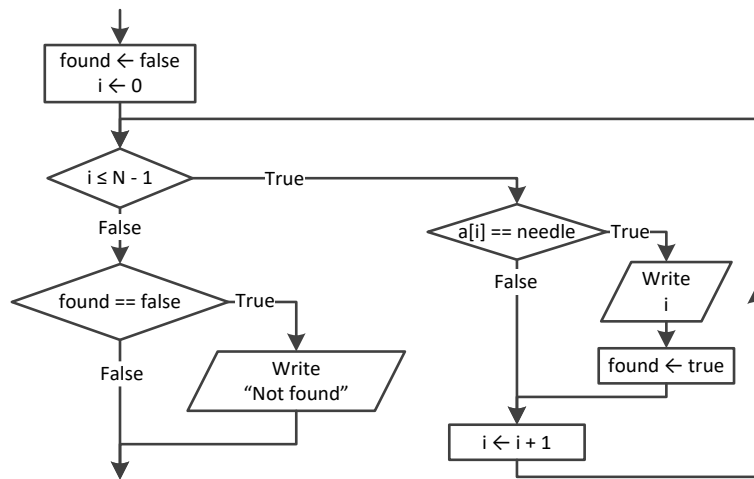 found ← false
i ← 0
i ≤ N - 1
True
False
a[i] == needle
True
False
Write
i
found ← true
i ← i + 1
found == false
True
False
Write
“Not found”